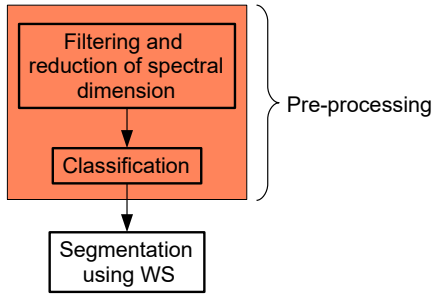 Filtering and
reduction of spectral
dimension
Pre-processing
Classification
Segmentation
using WS